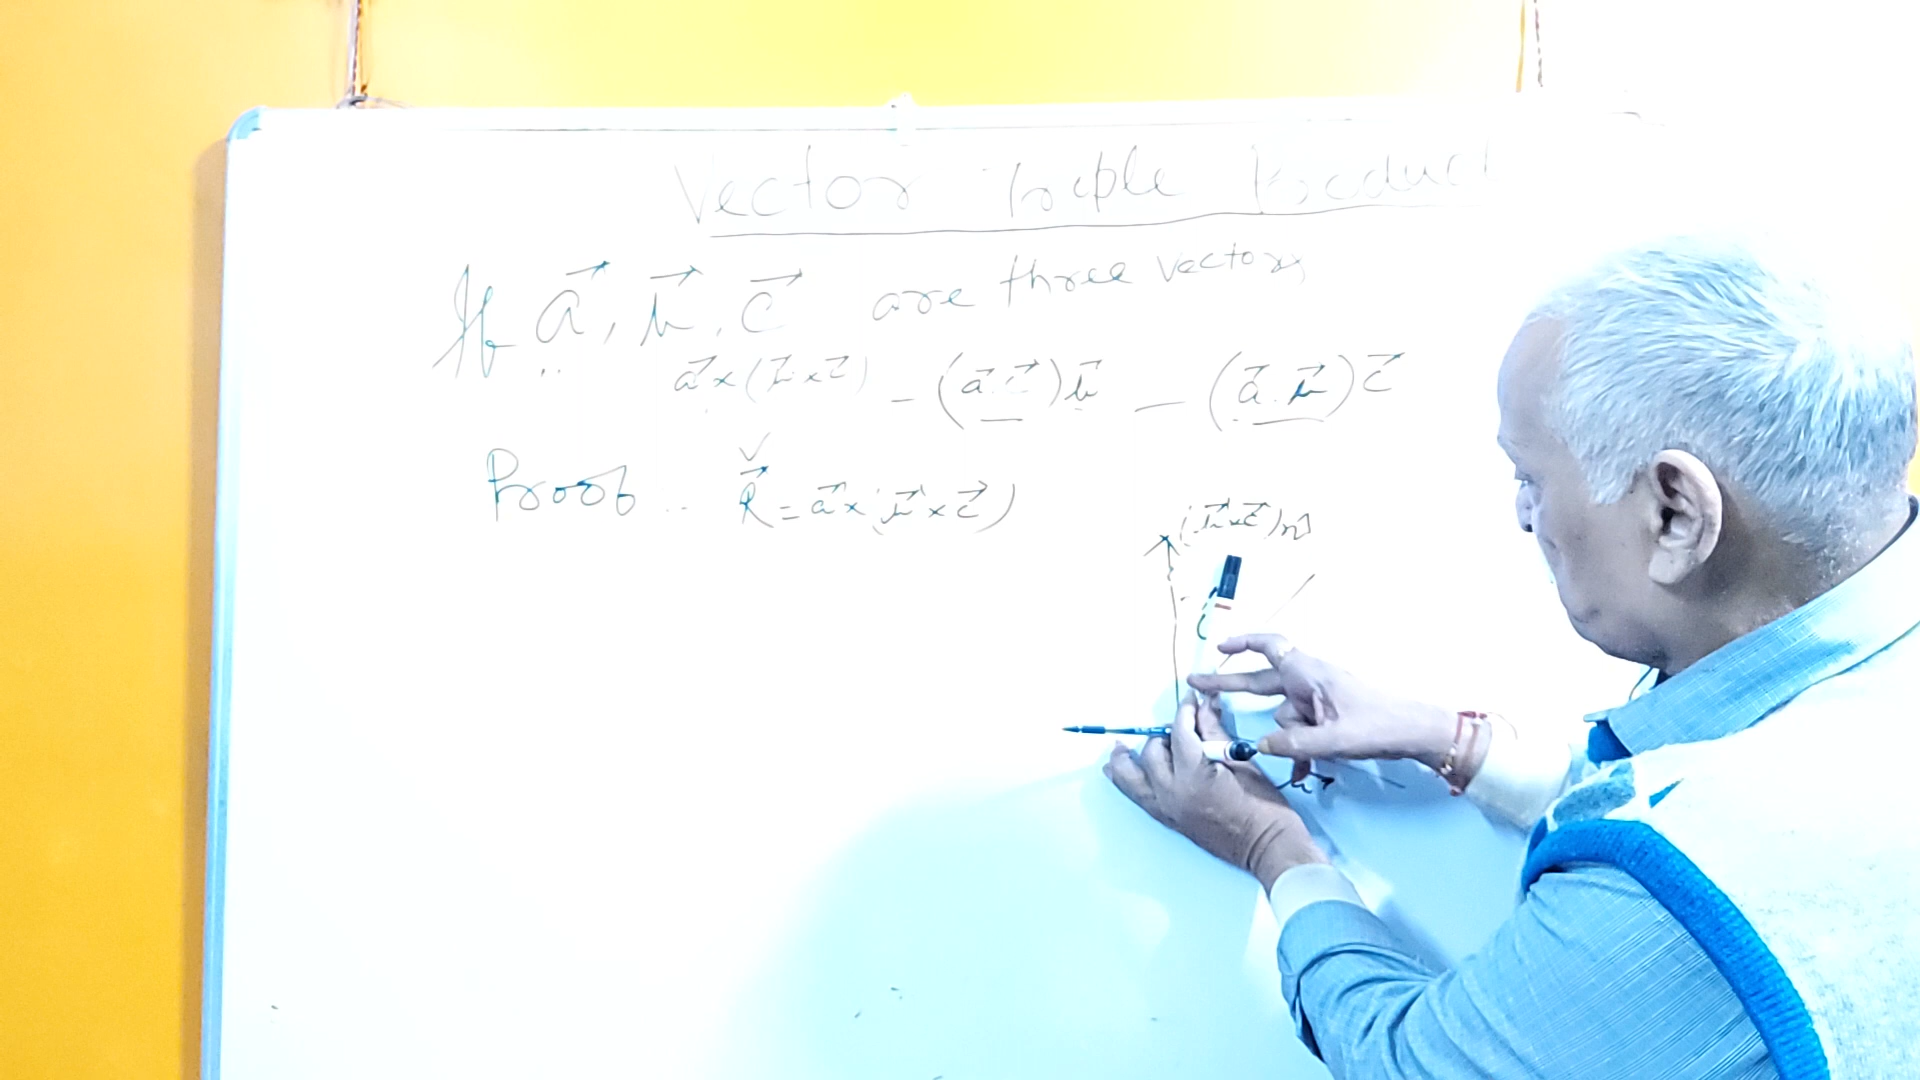 Vector Triple Product
If a⃗, b⃗, c⃗ are three vectors
a⃗ × (b⃗ × c⃗) = (a⃗.c⃗)b⃗ — (a⃗.b⃗)c⃗
Proof .. R⃗ = a⃗ × (b⃗ × c⃗)
(b⃗ × c⃗)n̂
b⃗